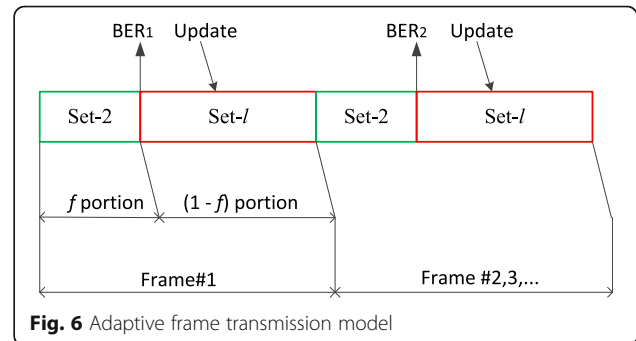 BER1 Update BER2 Update
Set-2 Set-l Set-2 Set-l
f portion (1 - f) portion
Frame#1 Frame #2,3,...
Fig. 6 Adaptive frame transmission model